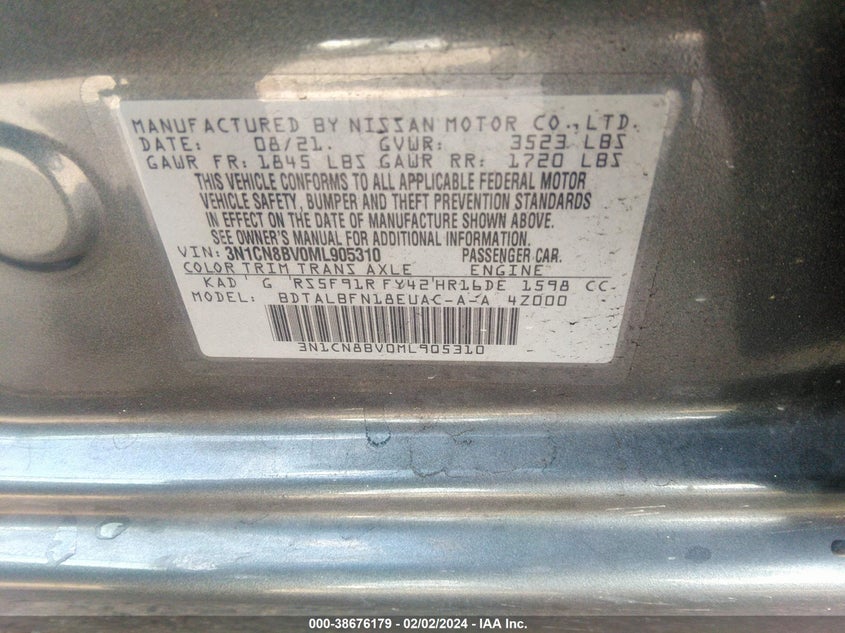 MANUFACTURED BY NISSAN MOTOR CO.,LTD.
DATE: 08/21. GVWR: 3523 LBS
GAWR FR: 1845 LBS GAWR RR: 1720 LBS
THIS VEHICLE CONFORMS TO ALL APPLICABLE FEDERAL MOTOR
VEHICLE SAFETY, BUMPER AND THEFT PREVENTION STANDARDS
IN EFFECT ON THE DATE OF MANUFACTURE SHOWN ABOVE.
SEE OWNER'S MANUAL FOR ADDITIONAL INFORMATION.
VIN: 3N1CN8BV0ML905310 PASSENGER CAR.
COLOR TRIM TRANS AXLE ENGINE
KAD G RS5F91R FY42 HR16DE 1598 CC
MODEL: BDTALBFN18EUAC-A-A 4Z000
3N1CN8BV0ML905310
000-38676179 — 02/02/2024 — IAA Inc.